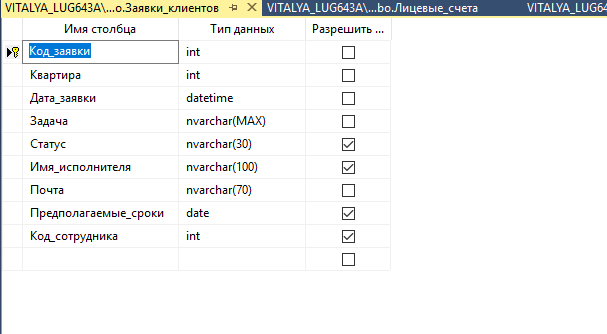 VITALYA_LUG643A\...o.Заявки_клиентов VITALYA_LUG643A\...bo.Лицевые_счета VITALYA_LUG64
Имя столбца Тип данных Разрешить ...
Код_заявки int
Квартира int
Дата_заявки datetime
Задача nvarchar(MAX)
Статус nvarchar(30)
Имя_исполнителя nvarchar(100)
Почта nvarchar(70)
Предполагаемые_сроки date
Код_сотрудника int